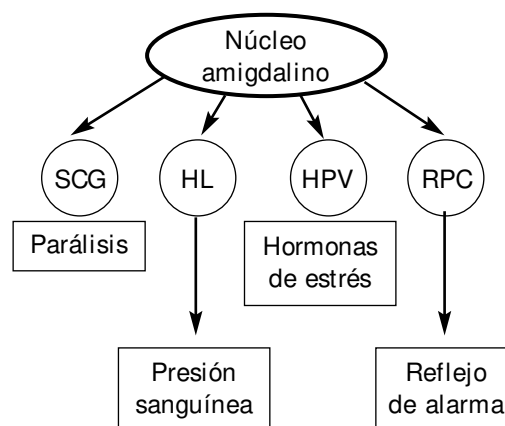 Núcleo
amigdalino
SCG
HL
HPV
RPC
Parálisis
Hormonas
de estrés
Presión
sanguínea
Reflejo
de alarma